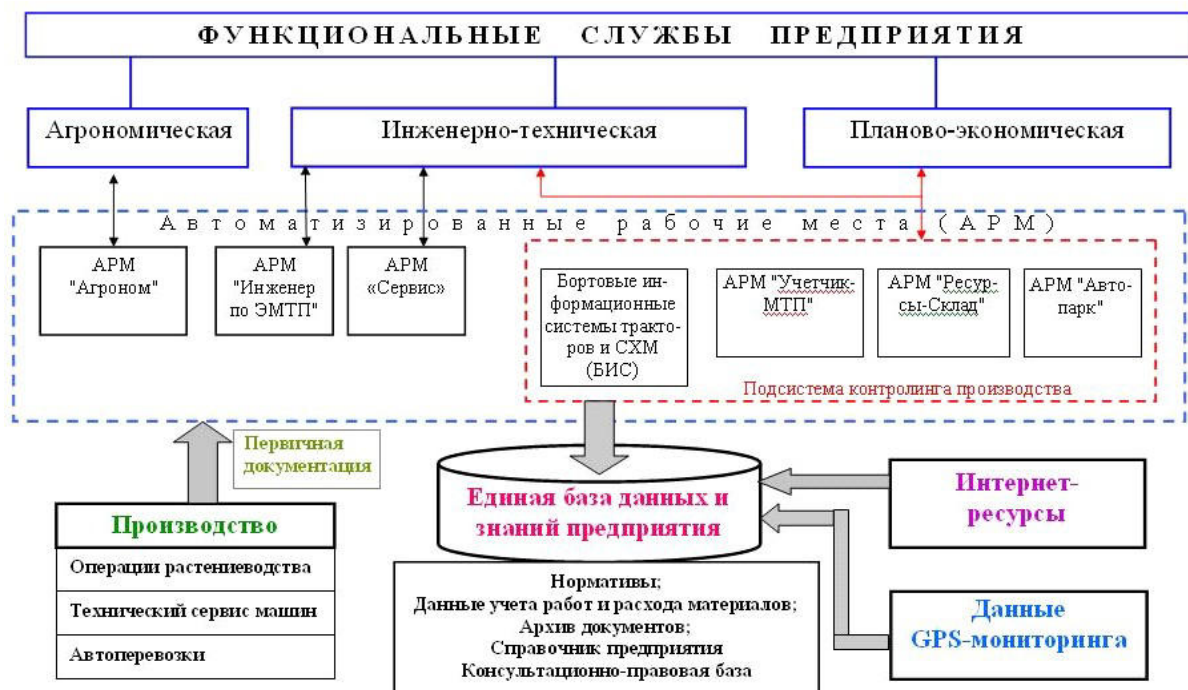 ФУНКЦИОНАЛЬНЫЕ СЛУЖБЫ ПРЕДПРИЯТИЯ
Агрономическая
Инженерно-техническая
Планово-экономическая
Автоматизированные рабочие места (АРМ)
АРМ
"Агроном"
АРМ
"Инженер
по ЭМТП"
АРМ
«Сервис»
Бортовые ин-
формационные
системы тракто-
ров и СХМ
(БИС)
АРМ "Учетчик-
МТП"
АРМ "Ресур-
сы-Склад"
АРМ "Авто-
парк"
Подсистема контролинга производства
Первичная
документация
Производство
Операции растениеводства
Технический сервис машин
Автоперевозки
Единая база данных и
знаний предприятия
Нормативы;
Данные учета работ и расхода материалов;
Архив документов;
Справочник предприятия
Консультационно-правовая база
Интернет-
ресурсы
Данные
GPS-мониторинга